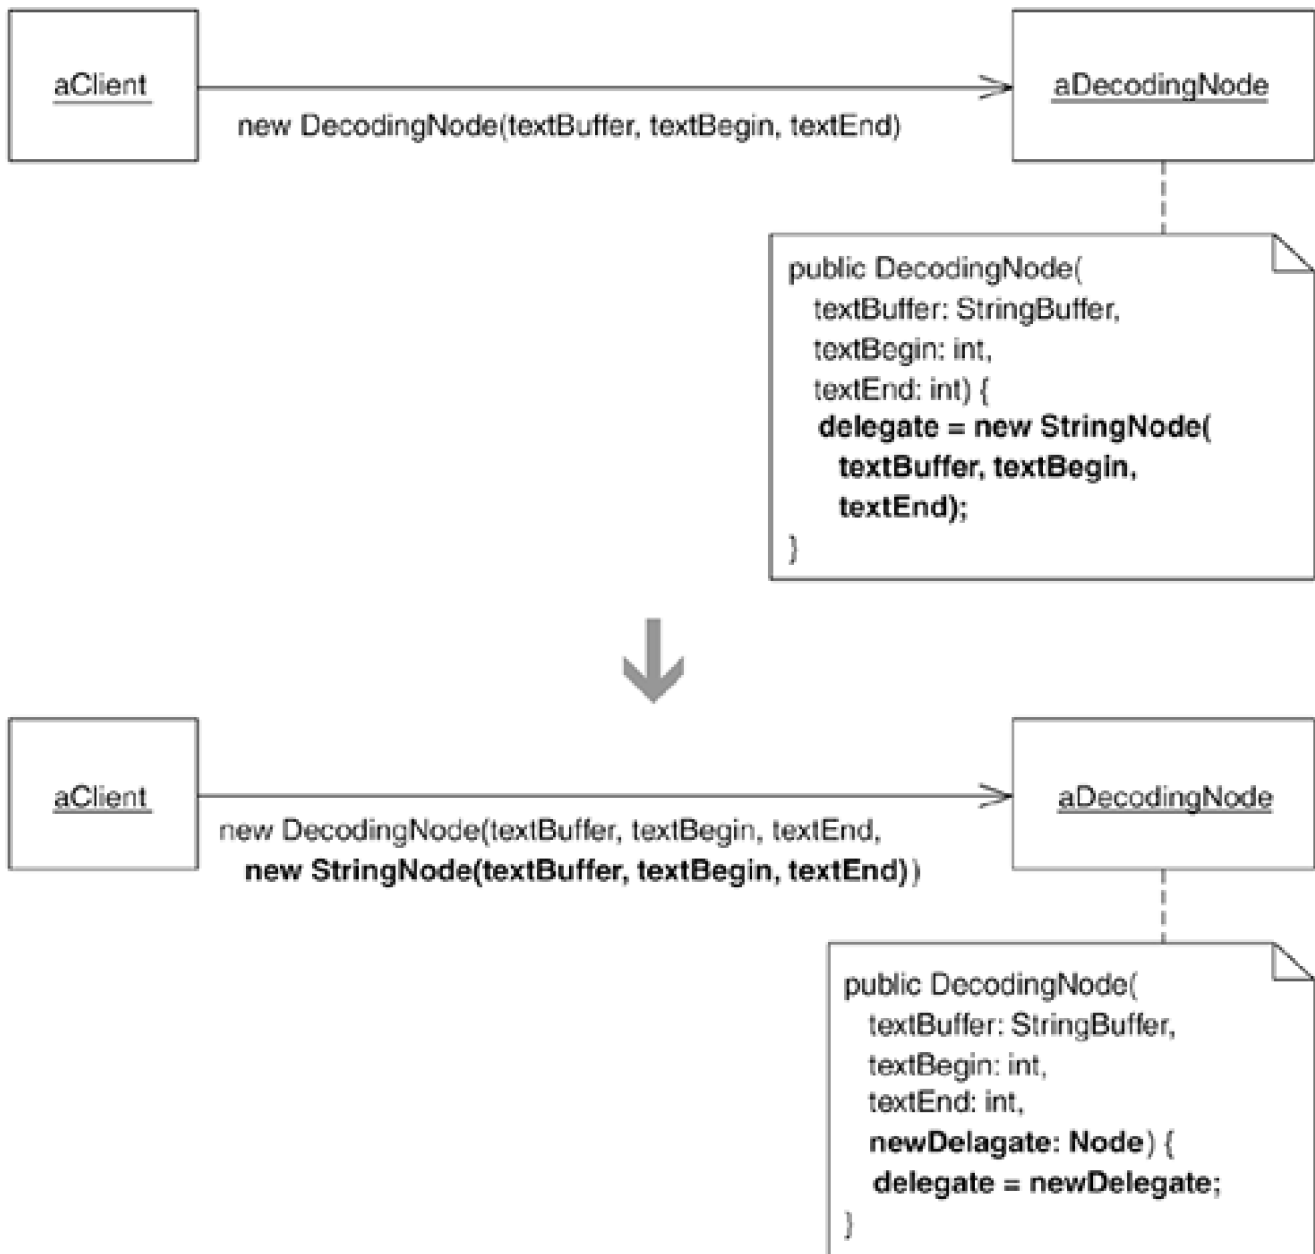 aClient
aDecodingNode
new DecodingNode(textBuffer, textBegin, textEnd)
public DecodingNode(
textBuffer: StringBuffer,
textBegin: int,
textEnd: int) {
delegate = new StringNode(
textBuffer, textBegin,
textEnd);
}
aClient
aDecodingNode
new DecodingNode(textBuffer, textBegin, textEnd,
new StringNode(textBuffer, textBegin, textEnd))
public DecodingNode(
textBuffer: StringBuffer,
textBegin: int,
textEnd: int,
newDelagate: Node) {
delegate = newDelegate;
}